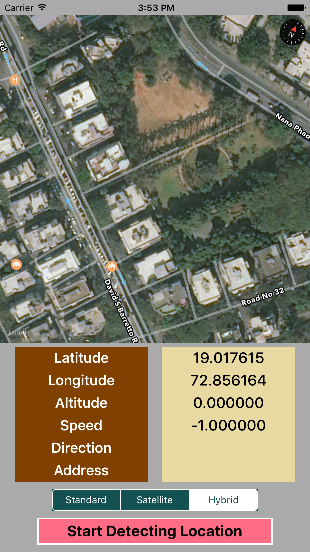 Carrier 3:53 PM
Rd
N
Nana Phad
David S Barretto R
Road No 32
Legal
Latitude 19.017615
Longitude 72.856164
Altitude 0.000000
Speed -1.000000
Direction
Address
Standard Satellite Hybrid
Start Detecting Location